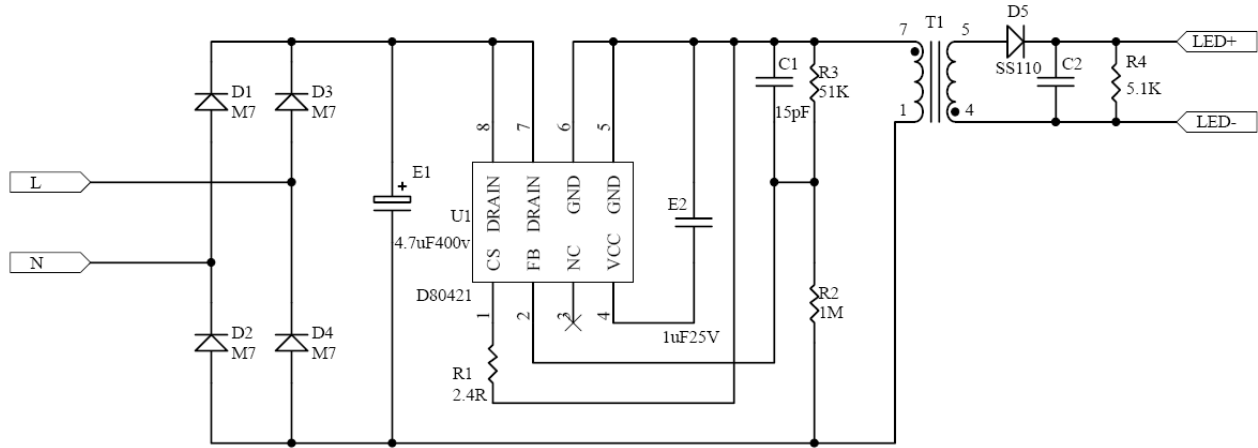 T1
7
5
D5
SS110
LED+
C1
15pF
R3
51K
C2
R4
5.1K
1
4
LED-
D1
M7
D3
M7
8
7
6
5
L
E1
+
4.7uF400v
U1
DRAIN
DRAIN
GND
GND
CS
FB
NC
VCC
E2
N
D80421
1
2
3
4
1uF25V
R2
1M
D2
M7
D4
M7
R1
2.4R